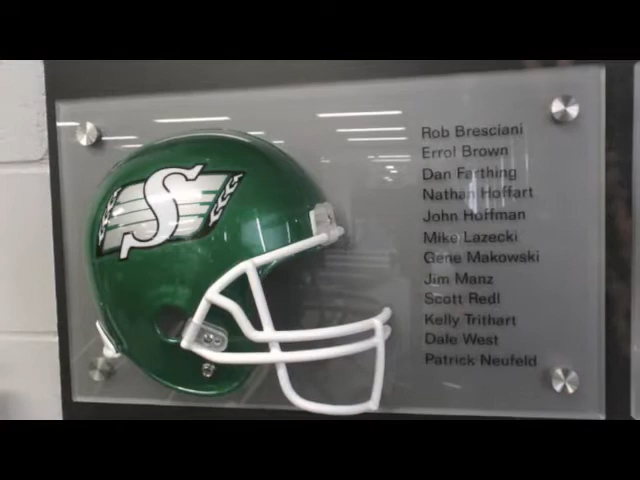 S
Rob Bresciani
Errol Brown
Dan Farthing
Nathan Hoffart
John Hoffman
Mike Lazecki
Gene Makowski
Jim Manz
Scott Redl
Kelly Trithart
Dale West
Patrick Neufeld